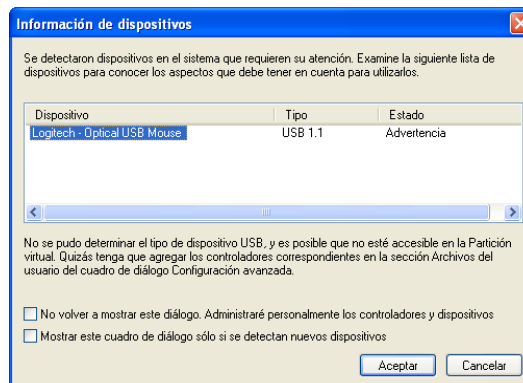 Información de dispositivos
Se detectaron dispositivos en el sistema que requieren su atención. Examine la siguiente lista de
dispositivos para conocer los aspectos que debe tener en cuenta para utilizarlos.
Dispositivo Tipo Estado
Logitech - Optical USB Mouse USB 1.1 Advertencia
No se pudo determinar el tipo de dispositivo USB, y es posible que no esté accesible en la Partición
virtual. Quizás tenga que agregar los controladores correspondientes en la sección Archivos del
usuario del cuadro de diálogo Configuración avanzada.
No volver a mostrar este diálogo. Administraré personalmente los controladores y dispositivos
Mostrar este cuadro de diálogo sólo si se detectan nuevos dispositivos
Aceptar Cancelar